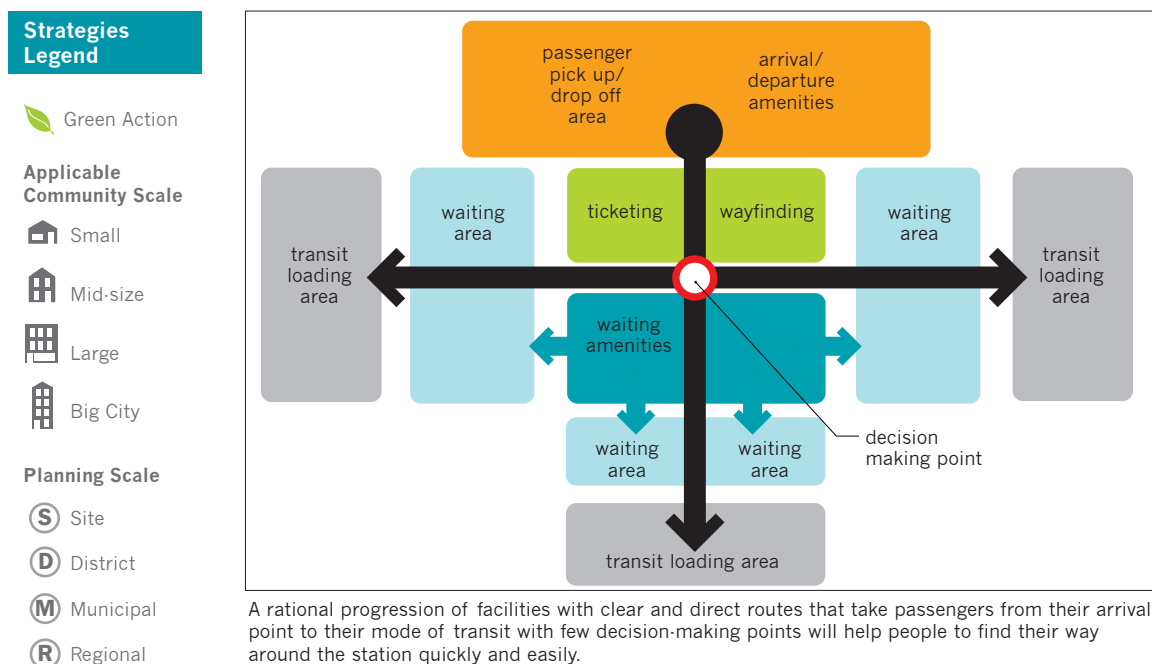 Strategies
Legend
Green Action
Applicable
Community Scale
Small
Mid-size
Large
Big City
Planning Scale
S Site
D District
M Municipal
R Regional
passenger
pick up/
drop off
area
arrival/
departure
amenities
transit
loading
area
waiting
area
ticketing
wayfinding
waiting
area
transit
loading
area
waiting
amenities
waiting
area
waiting
area
decision
making point
transit loading area
A rational progression of facilities with clear and direct routes that take passengers from their arrival
point to their mode of transit with few decision-making points will help people to find their way
around the station quickly and easily.